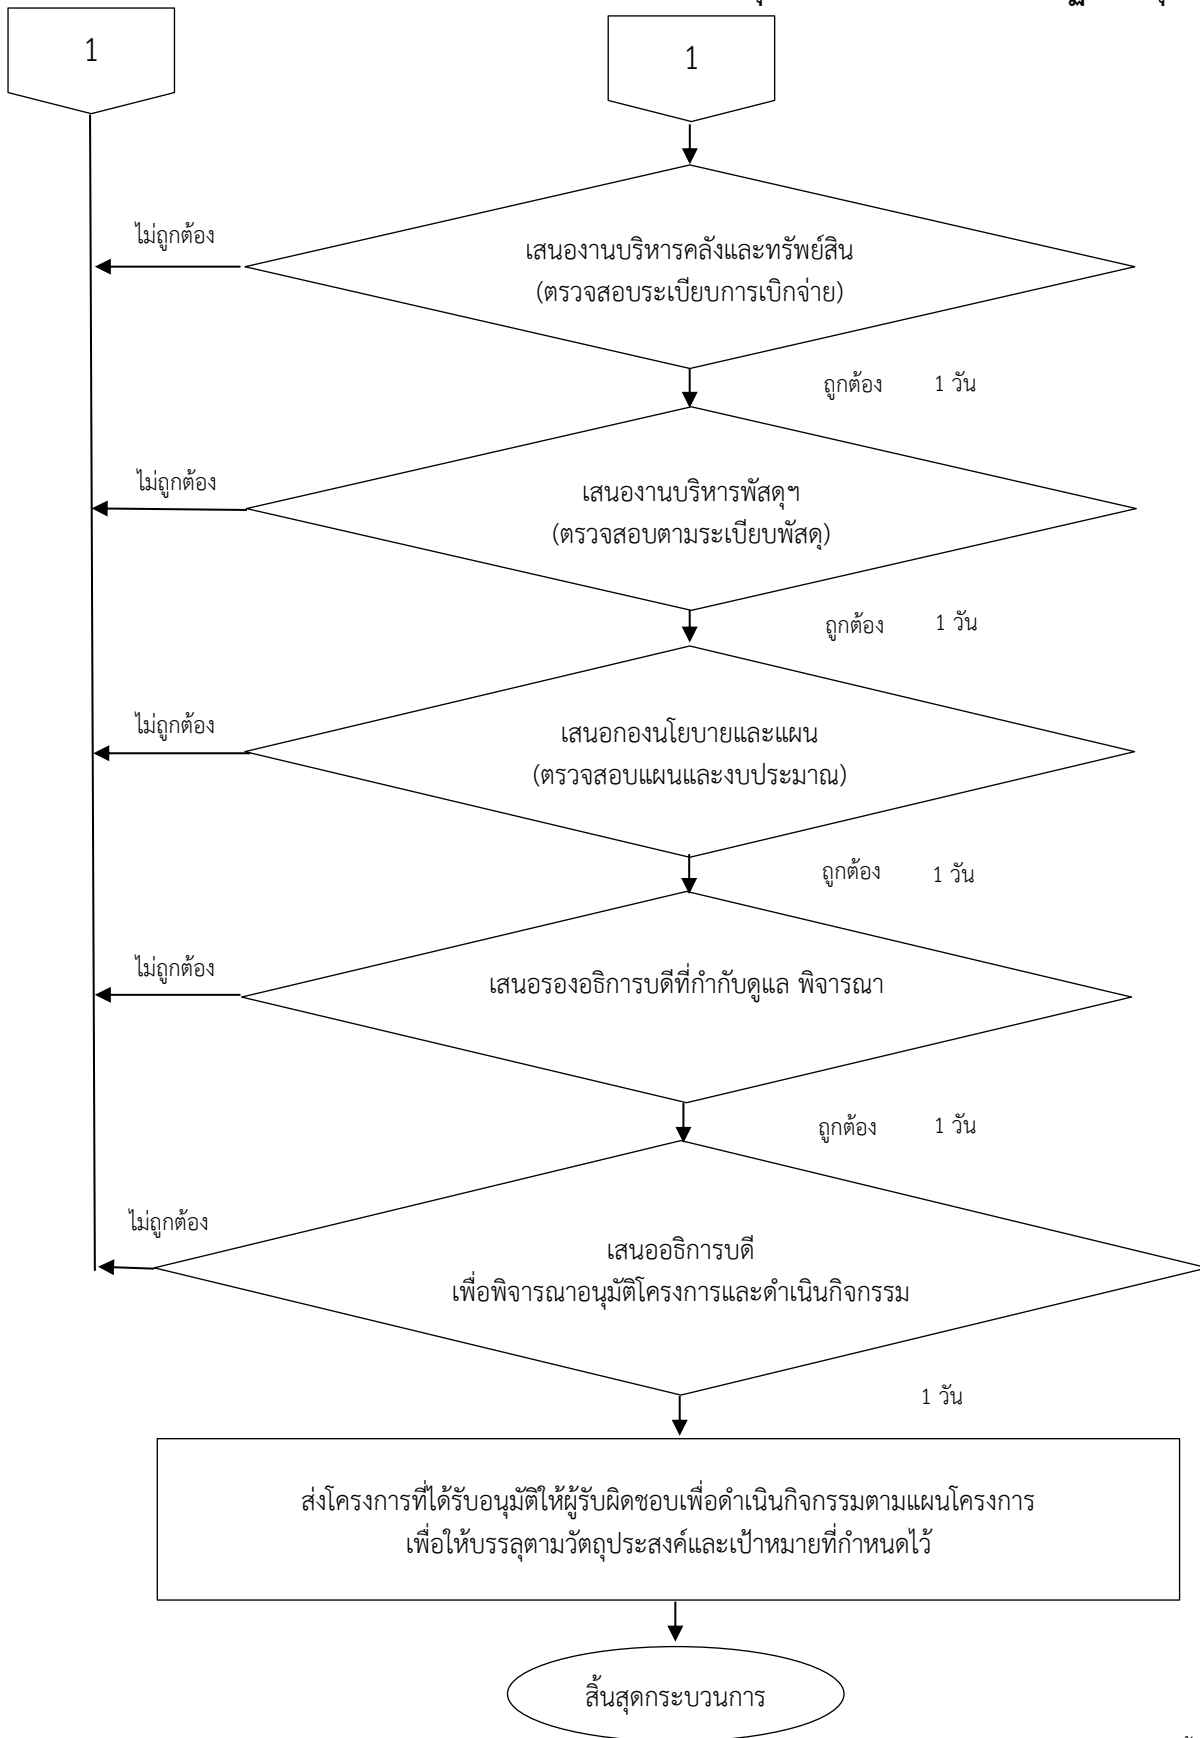 1
1
ไม่ถูกต้อง
เสนองานบริหารคลังและทรัพย์สิน
(ตรวจสอบระเบียบการเบิกจ่าย)
ถูกต้อง 1 วัน
ไม่ถูกต้อง
เสนองานบริหารพัสดุฯ
(ตรวจสอบตามระเบียบพัสดุ)
ถูกต้อง 1 วัน
ไม่ถูกต้อง
เสนอกองนโยบายและแผน
(ตรวจสอบแผนและงบประมาณ)
ถูกต้อง 1 วัน
ไม่ถูกต้อง
เสนอรองอธิการบดีที่กำกับดูแล พิจารณา
ถูกต้อง 1 วัน
ไม่ถูกต้อง
เสนออธิการบดี
เพื่อพิจารณาอนุมัติโครงการและดำเนินกิจกรรม
1 วัน
ส่งโครงการที่ได้รับอนุมัติให้ผู้รับผิดชอบเพื่อดำเนินกิจกรรมตามแผนโครงการ
เพื่อให้บรรลุตามวัตถุประสงค์และเป้าหมายที่กำหนดไว้
สิ้นสุดกระบวนการ